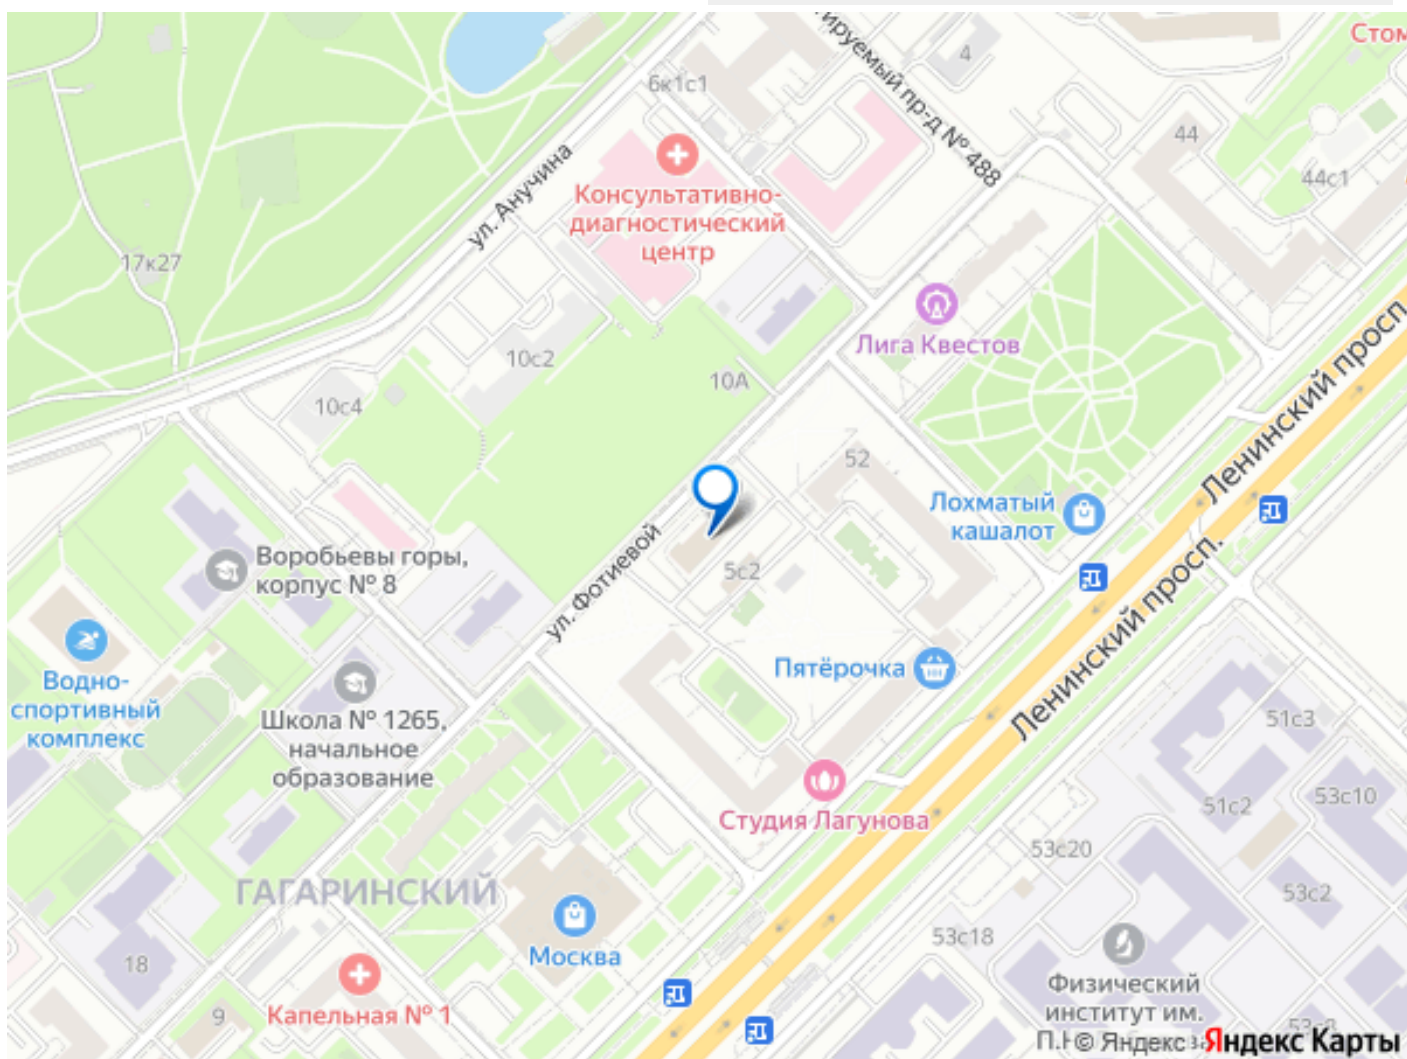 Стом
тируемый пр-д № 488
4
6к1с1
44
44с1
ул. Анучина
Консультативно-
диагностический
центр
17к27
Лига Квестов
10с2
10А
10с4
Ленинский просп.
52
Лохматый
кашалот
ул. Фотиевой
5с2
Воробьевы горы,
корпус № 8
Ленинский просп.
Пятёрочка
Водно-
спортивный
комплекс
Школа № 1265,
начальное
образование
51с3
Студия Лагунова
51с2
53с10
53с20
ГАГАРИНСКИЙ
53с2
Москва
53с18
18
Физический
институт им.
Капельная № 1
9
© Яндекс
Яндекс Карты